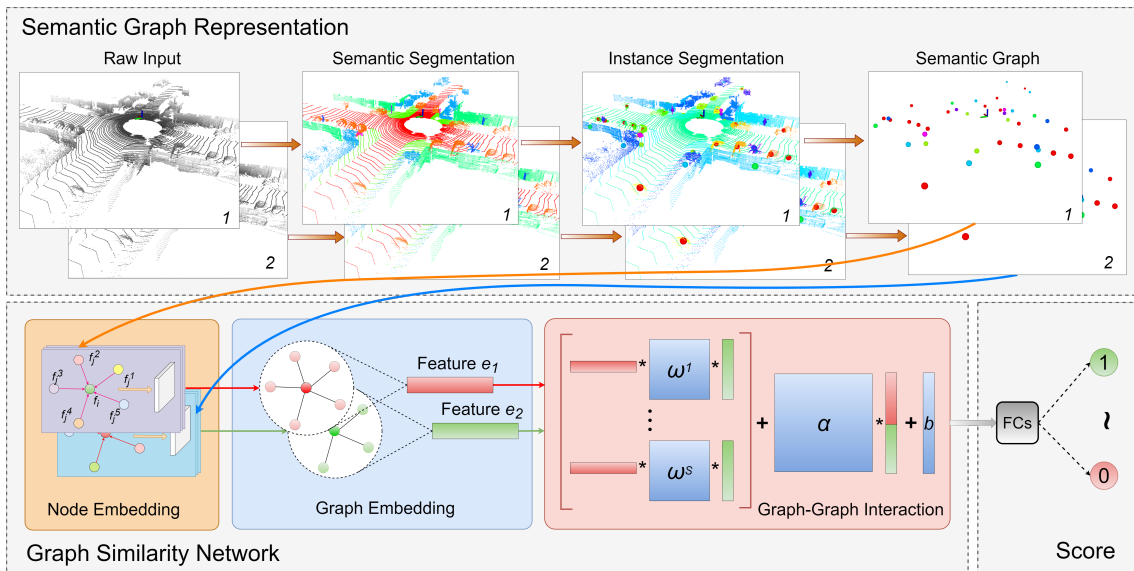 Semantic Graph Representation
Raw Input
Semantic Segmentation
Instance Segmentation
Semantic Graph
1
1
1
1
2
2
2
2
f_j^2
f_j^3
f_j^1
f_i
f_j^4
f_j^5
Node Embedding
Feature e_1
Feature e_2
Graph Embedding
* ω^1 *
⋮
* ω^s *
+ α * + b
Graph-Graph Interaction
Graph Similarity Network
FCs
1
~
0
Score